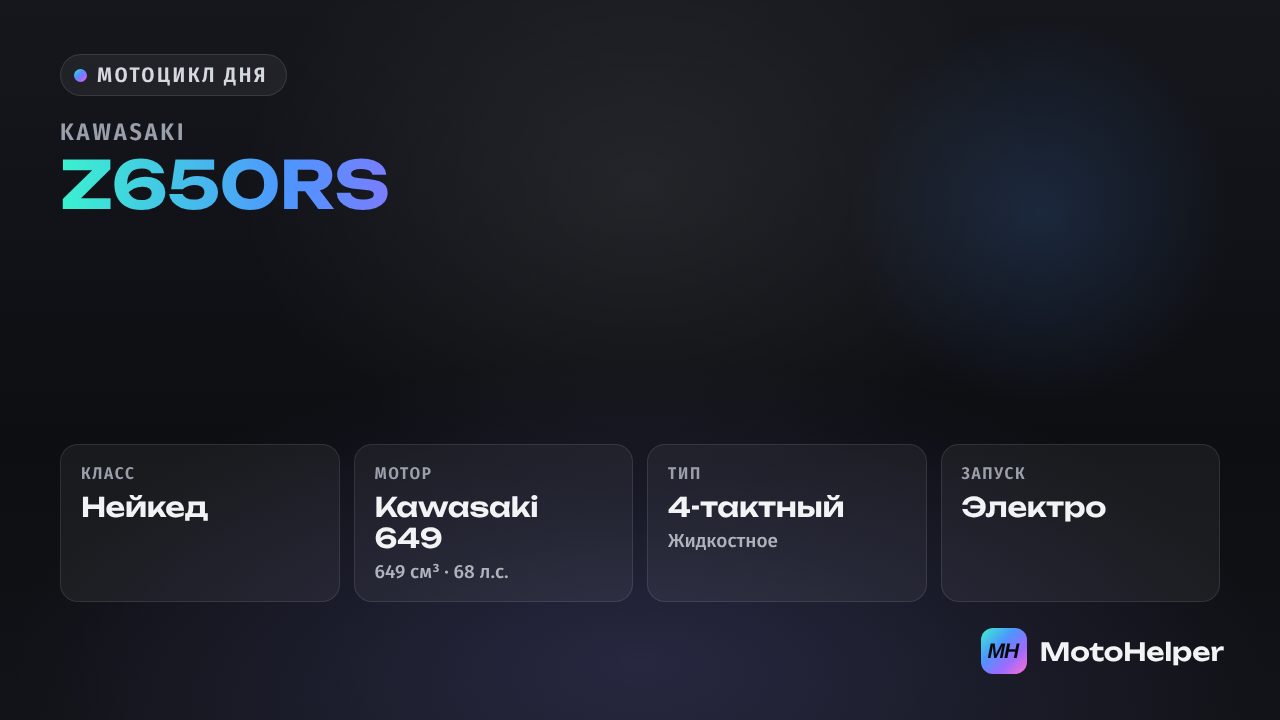 МОТОЦИКЛ ДНЯ
KAWASAKI
Z650RS
КЛАСС
Нейкед
МОТОР
Kawasaki
649
649 см³ · 68 л.с.
ТИП
4-тактный
Жидкостное
ЗАПУСК
Электро
MH MotoHelper